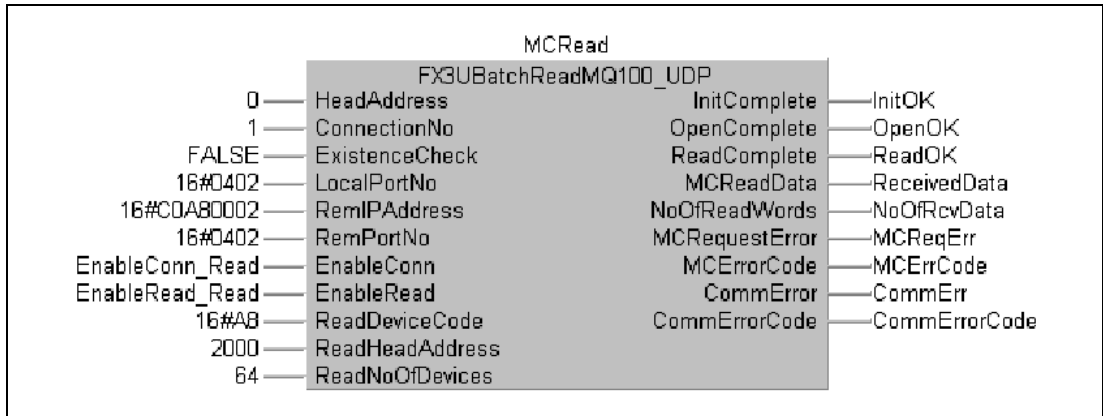 MCRead
FX3UBatchReadMQ100_UDP
0 HeadAddress InitComplete InitOK
1 ConnectionNo OpenComplete OpenOK
FALSE ExistenceCheck ReadComplete ReadOK
16#0402 LocalPortNo MCReadData ReceivedData
16#C0A80002 RemIPAddress NoOfReadWords NoOfRcvData
16#0402 RemPortNo MCRequestError MCReqErr
EnableConn_Read EnableConn MCErrorCode MCErrCode
EnableRead_Read EnableRead CommError CommErr
16#A8 ReadDeviceCode CommErrorCode CommErrorCode
2000 ReadHeadAddress
64 ReadNoOfDevices